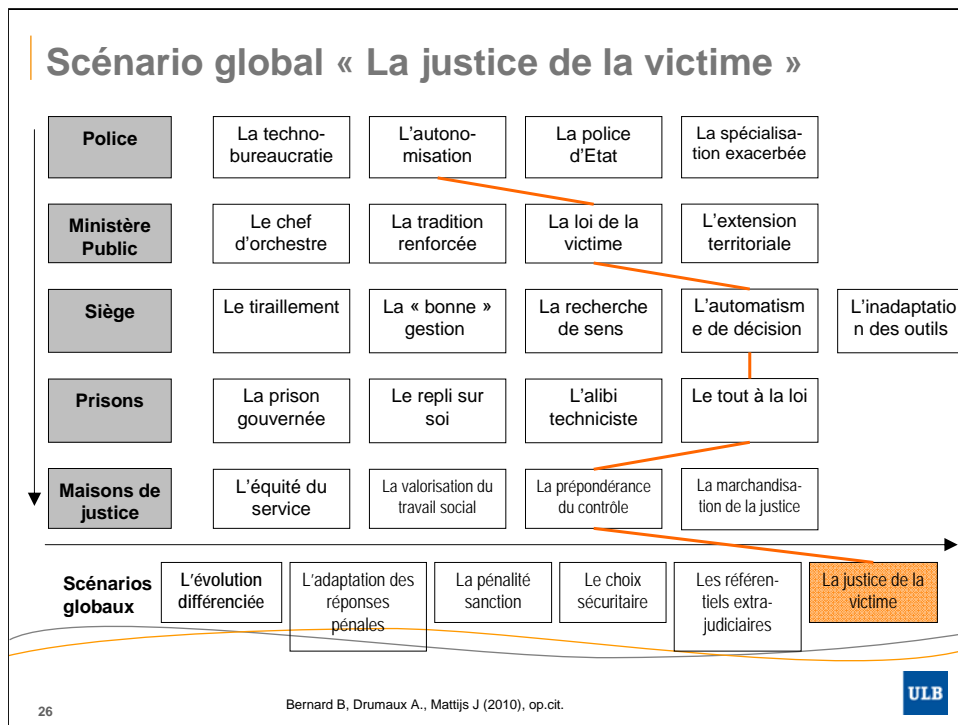 Scénario global « La justice de la victime »
Police
La techno-
bureaucratie
L'autono-
misation
La police
d'Etat
La spécialisa-
tion exacerbée
Ministère
Public
Le chef
d'orchestre
La tradition
renforcée
La loi de la
victime
L'extension
territoriale
Siège
Le tiraillement
La « bonne »
gestion
La recherche
de sens
L'automatism
e de décision
L'inadaptatio
n des outils
Prisons
La prison
gouvernée
Le repli sur
soi
L'alibi
techniciste
Le tout à la loi
Maisons de
justice
L'équité du
service
La valorisation du
travail social
La prépondérance
du contrôle
La marchandisa-
tion de la justice
Scénarios
globaux
L'évolution
différenciée
L'adaptation des
réponses
pénales
La pénalité
sanction
Le choix
sécuritaire
Les référen-
tiels extra-
judiciaires
La justice de la
victime
26
Bernard B, Drumaux A., Mattijs J (2010), op.cit.
ULB